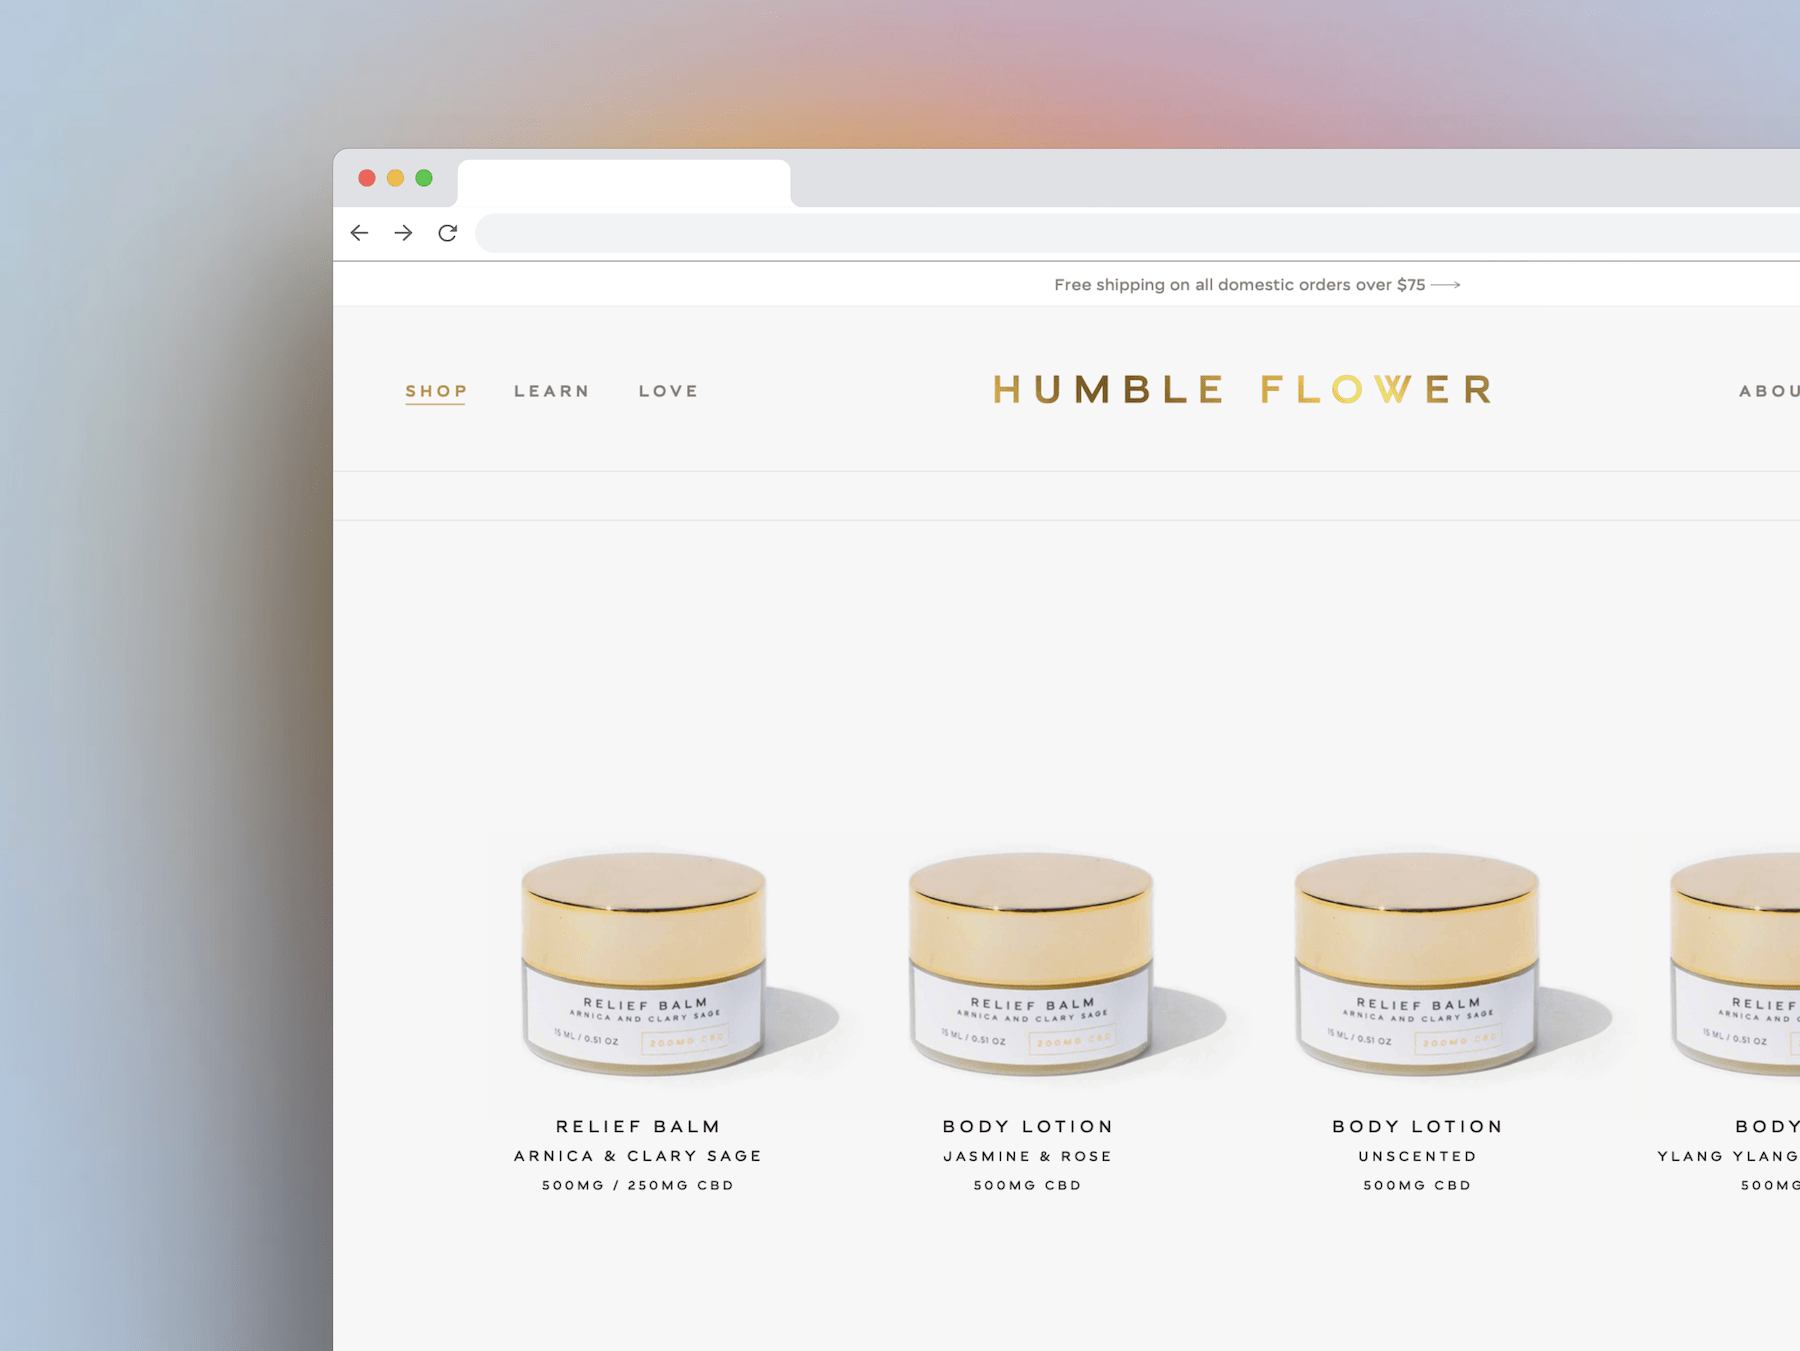 Free shipping on all domestic orders over $75
SHOP
LEARN
LOVE
HUMBLE FLOWER
ABOU
RELIEF BALM
ARNICA AND CLARY SAGE
15 ML / 0.51 OZ
200MG CBD
RELIEF BALM
ARNICA AND CLARY SAGE
15 ML / 0.51 OZ
200MG CBD
RELIEF BALM
ARNICA AND CLARY SAGE
15 ML / 0.51 OZ
200MG CBD
RELIEF
ARNICA AND
15 ML / 0.51 OZ
RELIEF BALM
ARNICA & CLARY SAGE
500MG / 250MG CBD
BODY LOTION
JASMINE & ROSE
500MG CBD
BODY LOTION
UNSCENTED
500MG CBD
BODY
YLANG YLANG
500MG